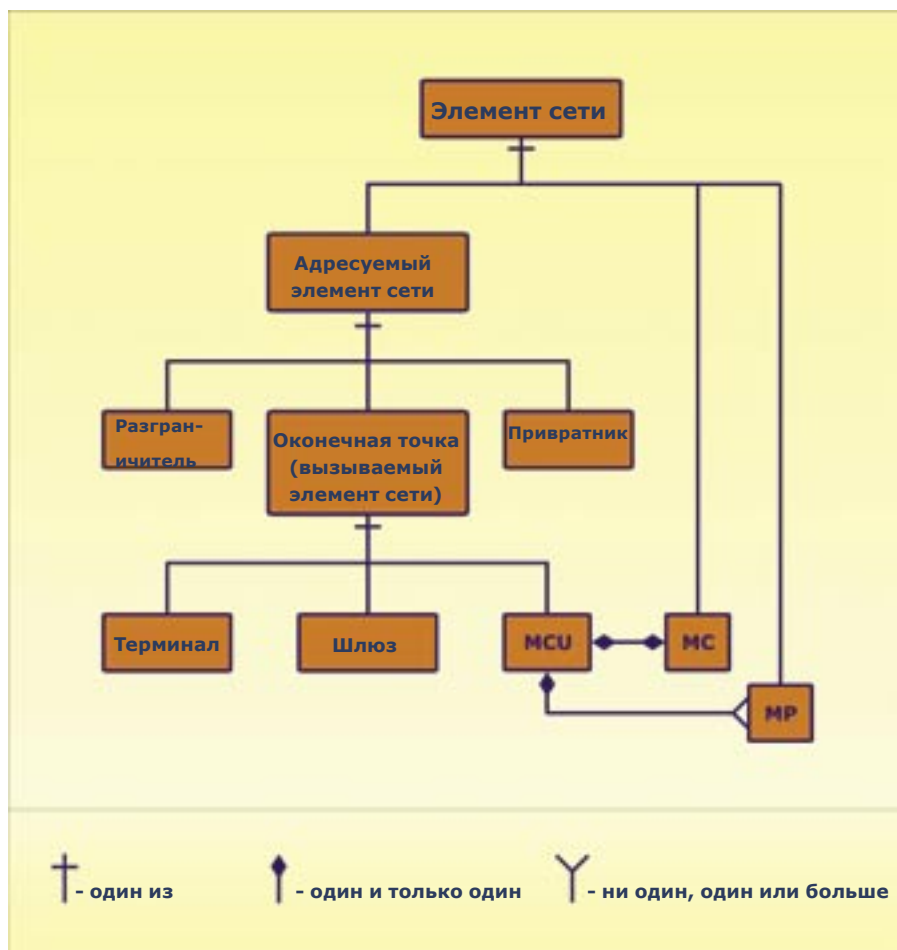 Элемент сети
Адресуемый
элемент сети
Разгран-
ичитель
Оконечная точка
(вызываемый
элемент сети)
Привратник
Терминал
Шлюз
MCU
MC
MP
- один из
- один и только один
- ни один, один или больше